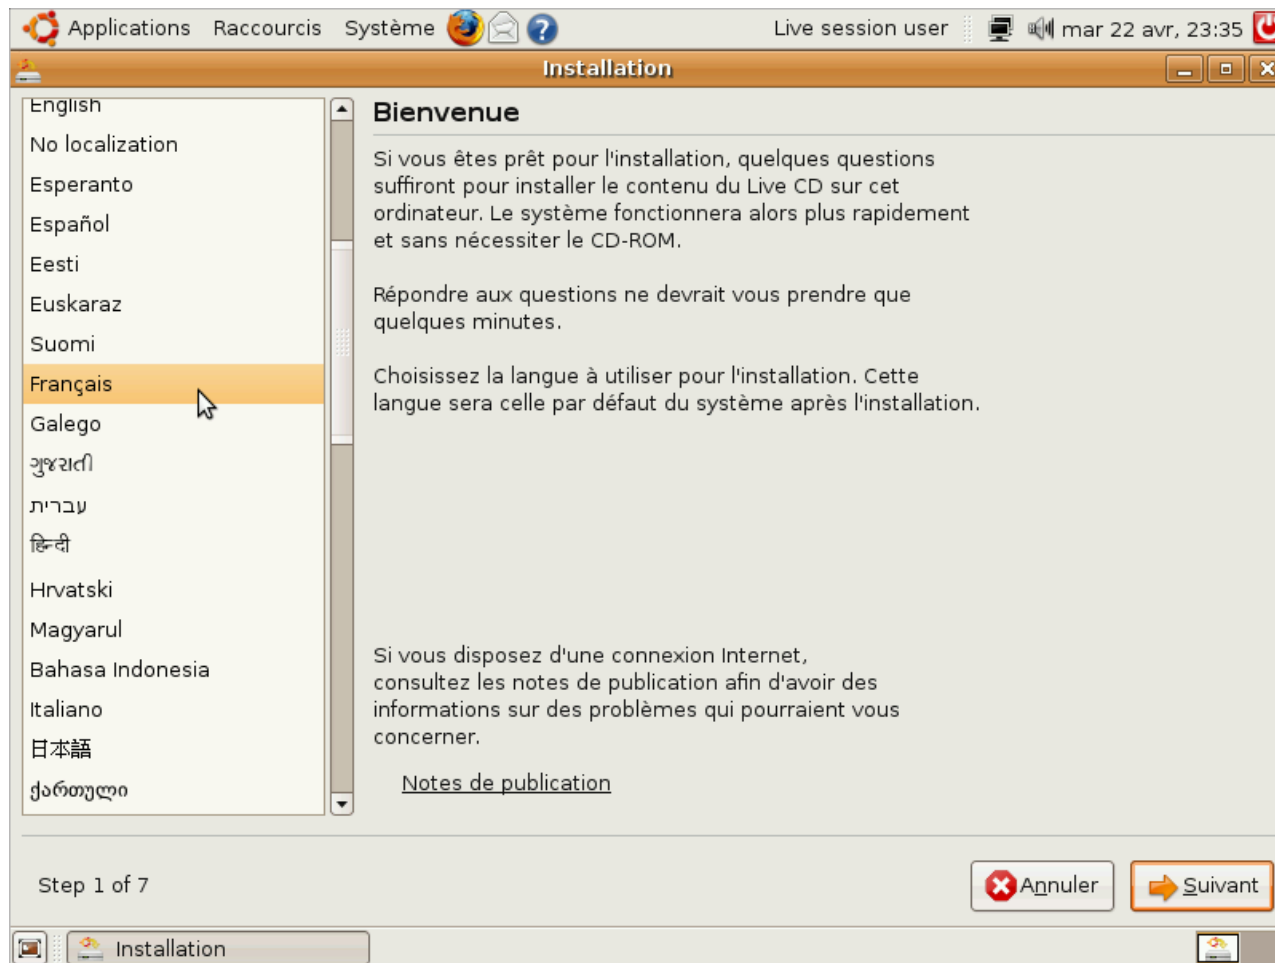 Applications Raccourcis Système Live session user mar 22 avr, 23:35
Installation
English
No localization
Esperanto
Español
Eesti
Euskaraz
Suomi
Français
Galego
ગુજરાતી
עברית
हिन्दी
Hrvatski
Magyarul
Bahasa Indonesia
Italiano
日本語
ქართული
Bienvenue
Si vous êtes prêt pour l'installation, quelques questions
suffiront pour installer le contenu du Live CD sur cet
ordinateur. Le système fonctionnera alors plus rapidement
et sans nécessiter le CD-ROM.
Répondre aux questions ne devrait vous prendre que
quelques minutes.
Choisissez la langue à utiliser pour l'installation. Cette
langue sera celle par défaut du système après l'installation.
Si vous disposez d'une connexion Internet,
consultez les notes de publication afin d'avoir des
informations sur des problèmes qui pourraient vous
concerner.
Notes de publication
Step 1 of 7
Annuler
Suivant
Installation